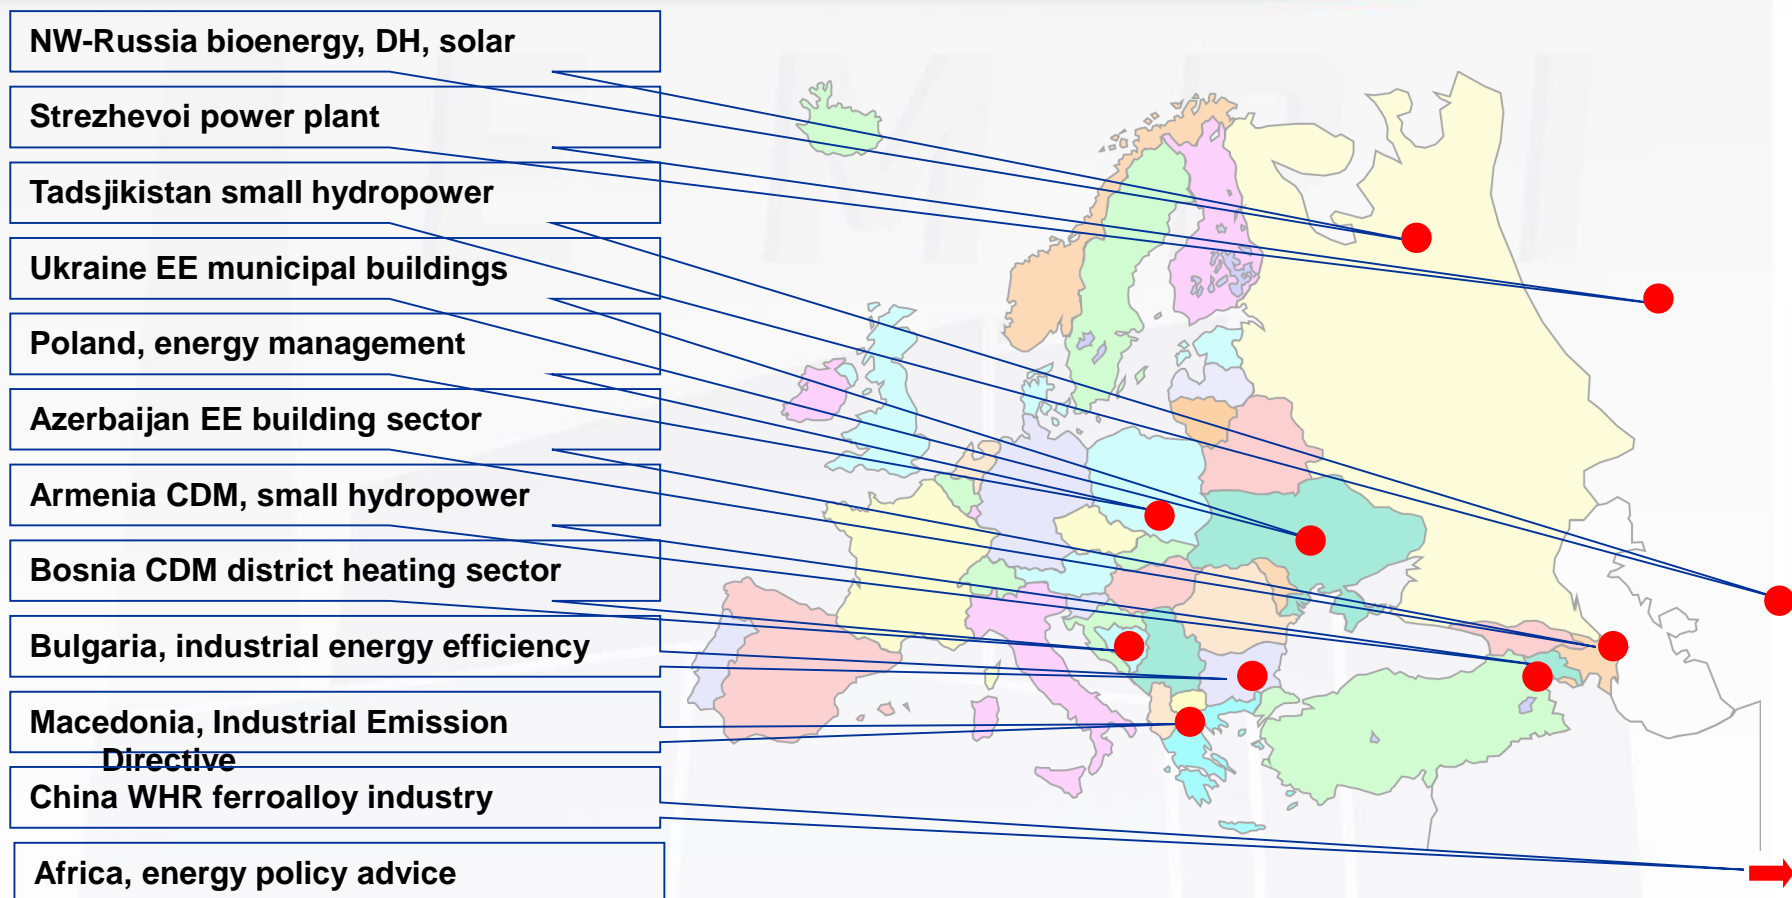 NW-Russia bioenergy, DH, solar
Strezhevoi power plant
Tadsjikistan small hydropower
Ukraine EE municipal buildings
Poland, energy management
Azerbaijan EE building sector
Armenia CDM, small hydropower
Bosnia CDM district heating sector
Bulgaria, industrial energy efficiency
Macedonia, Industrial Emission
Directive
China WHR ferroalloy industry
Africa, energy policy advice